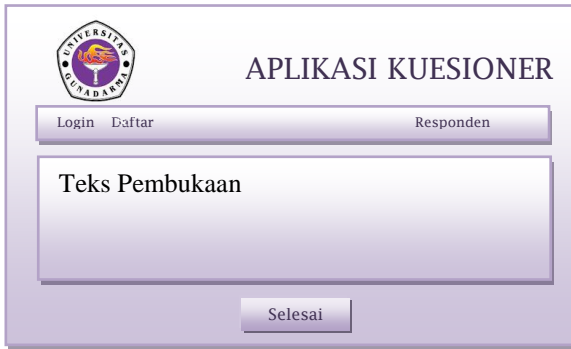 UNIVERSITAS
GUNADARMA
APLIKASI KUESIONER
Login Daftar Responden
Teks Pembukaan
Selesai